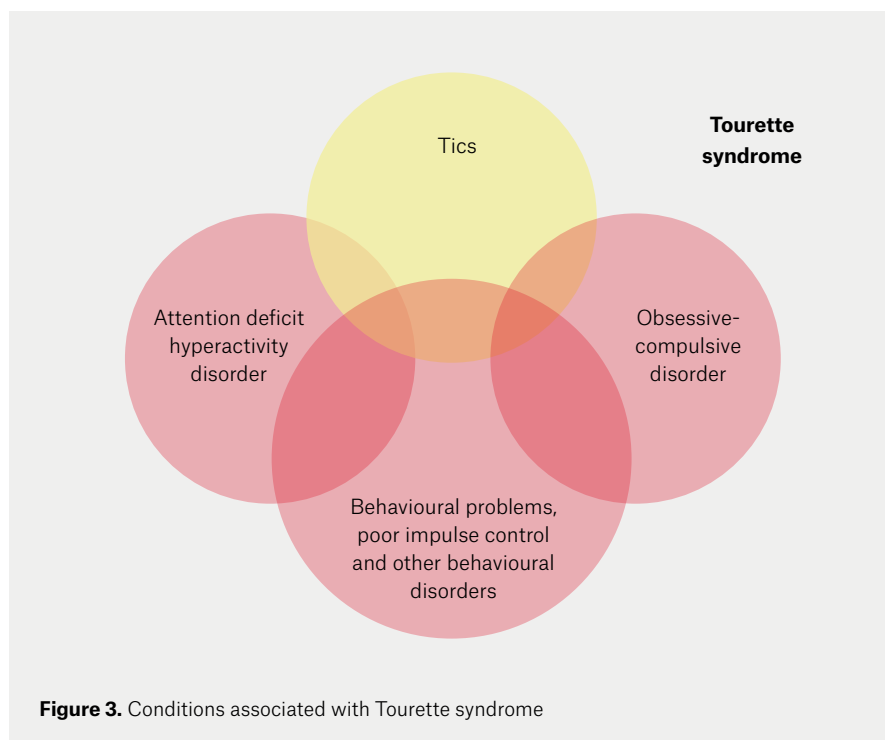 Tics
Tourette
syndrome
Attention deficit
hyperactivity
disorder
Obsessive-
compulsive
disorder
Behavioural problems,
poor impulse control
and other behavioural
disorders
Figure 3. Conditions associated with Tourette syndrome